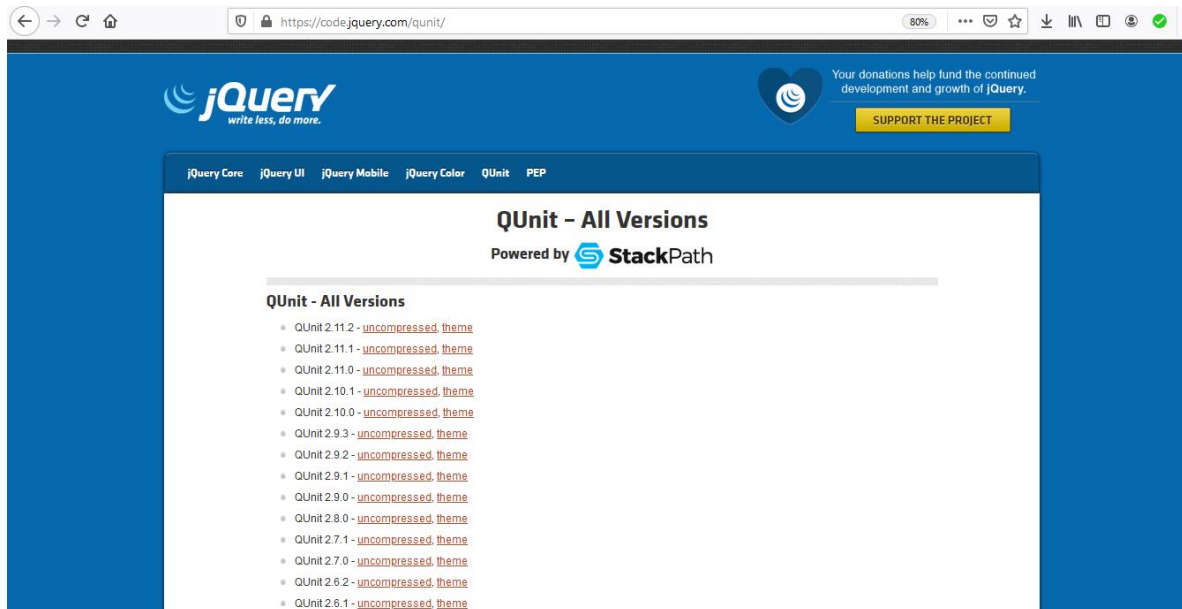 https://code.jquery.com/qunit/
80%
jQuery
write less, do more.
Your donations help fund the continued
development and growth of jQuery.
SUPPORT THE PROJECT
jQuery Core jQuery UI jQuery Mobile jQuery Color QUnit PEP
QUnit – All Versions
Powered by StackPath
QUnit - All Versions
QUnit 2.11.2 - uncompressed, theme
QUnit 2.11.1 - uncompressed, theme
QUnit 2.11.0 - uncompressed, theme
QUnit 2.10.1 - uncompressed, theme
QUnit 2.10.0 - uncompressed, theme
QUnit 2.9.3 - uncompressed, theme
QUnit 2.9.2 - uncompressed, theme
QUnit 2.9.1 - uncompressed, theme
QUnit 2.9.0 - uncompressed, theme
QUnit 2.8.0 - uncompressed, theme
QUnit 2.7.1 - uncompressed, theme
QUnit 2.7.0 - uncompressed, theme
QUnit 2.6.2 - uncompressed, theme
QUnit 2.6.1 - uncompressed, theme